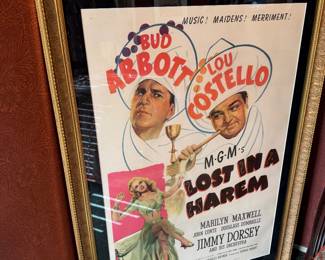 MUSIC! MAIDENS! MERRIMENT!
BUD
ABBOTT
LOU
COSTELLO
M-G-M's
LOST IN A
HAREM
MARILYN MAXWELL
JOHN CONTE DOUGLASS DUMBRILLE
JIMMY DORSEY
AND HIS ORCHESTRA